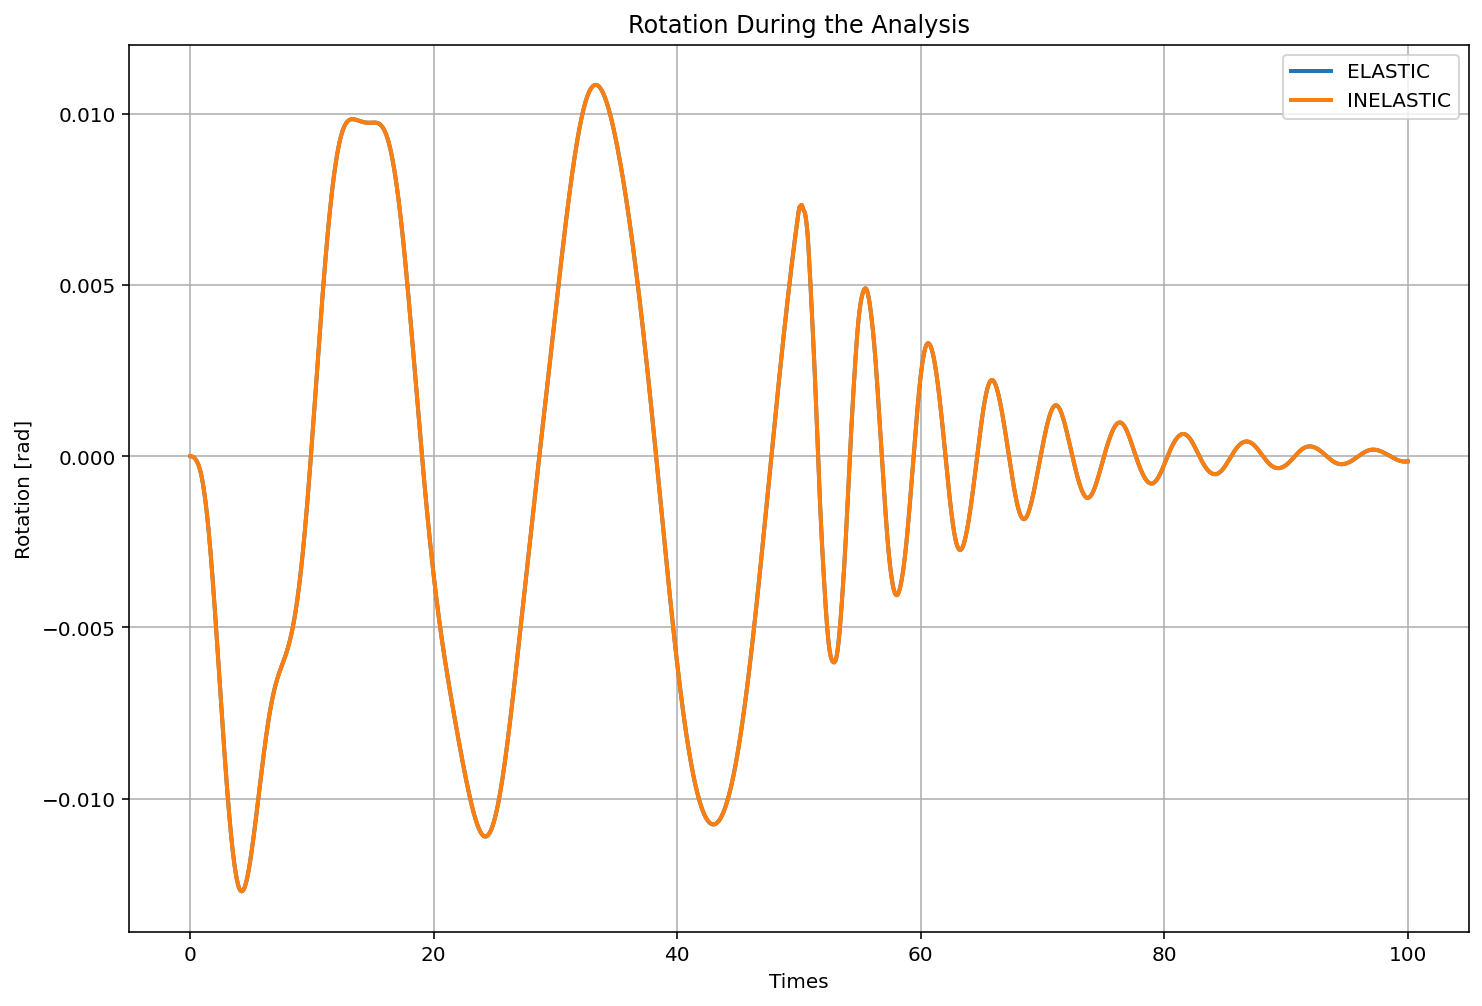 Rotation During the Analysis
ELASTIC
INELASTIC
0.010
0.005
0.000
−0.005
−0.010
Rotation [rad]
0 20 40 60 80 100
Times